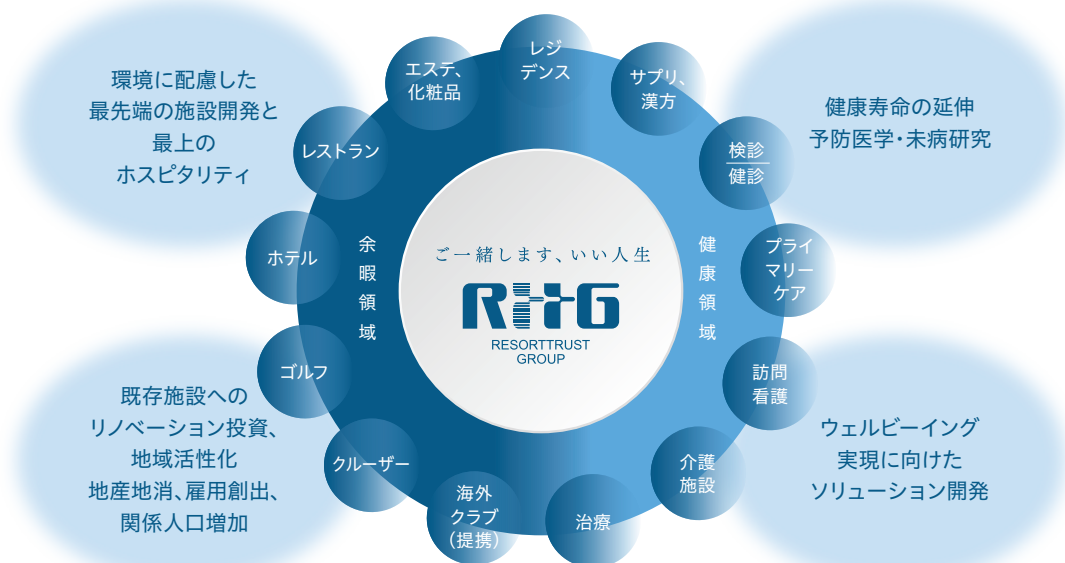 環境に配慮した
最先端の施設開発と
最上の
ホスピタリティ
健康寿命の延伸
予防医学・未病研究
レジ
デンス
エステ、
化粧品
サプリ、
漢方
レストラン
検診
健診
ホテル
プライ
マリー
ケア
ゴルフ
訪問
看護
クルーザー
介護
施設
海外
クラブ
（提携）
治療
余暇領域
健康領域
ご一緒します、いい人生
RTTG
RESORTTRUST
GROUP
既存施設への
リノベーション投資、
地域活性化
地産地消、雇用創出、
関係人口増加
ウェルビーイング
実現に向けた
ソリューション開発